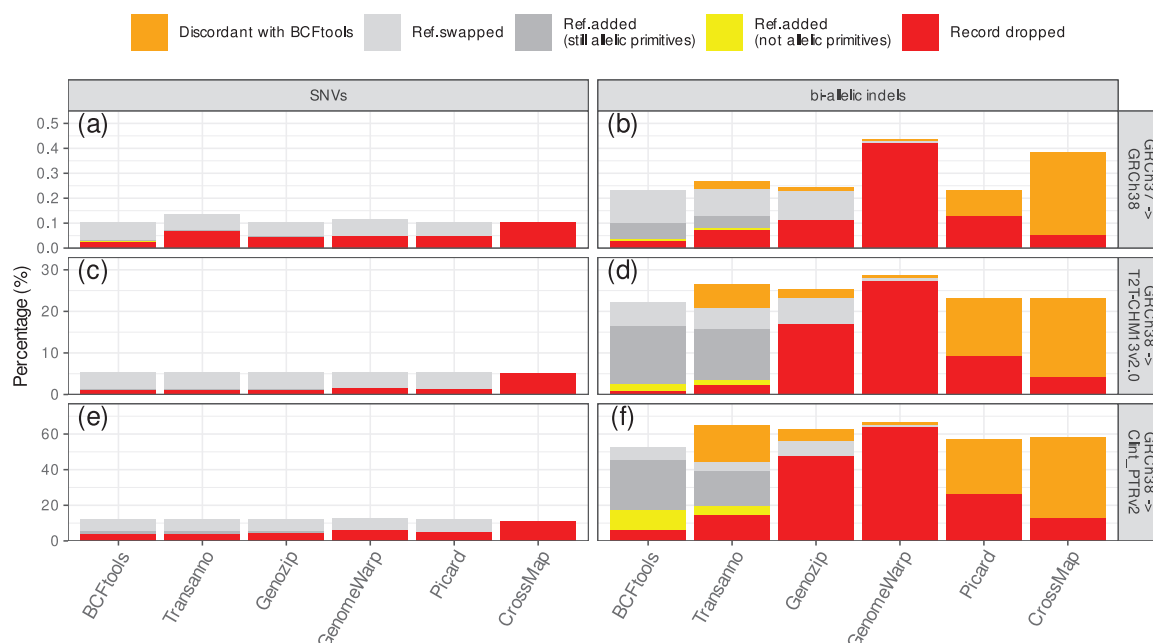 Discordant with BCFtools
Ref.swapped
Ref.added
(still allelic primitives)
Ref.added
(not allelic primitives)
Record dropped
SNVs
bi-allelic indels
(a)
(b)
0.5
0.4
0.3
0.2
0.1
0.0
GRCh37 ->
GRCh38
(c)
(d)
30
20
10
0
GRCh38 ->
T2T-CHM13v2.0
(e)
(f)
60
40
20
0
GRCh38 ->
Clint_PTRv2
Percentage (%)
BCFtools
Transanno
Genozip
GenomeWarp
Picard
CrossMap
BCFtools
Transanno
Genozip
GenomeWarp
Picard
CrossMap